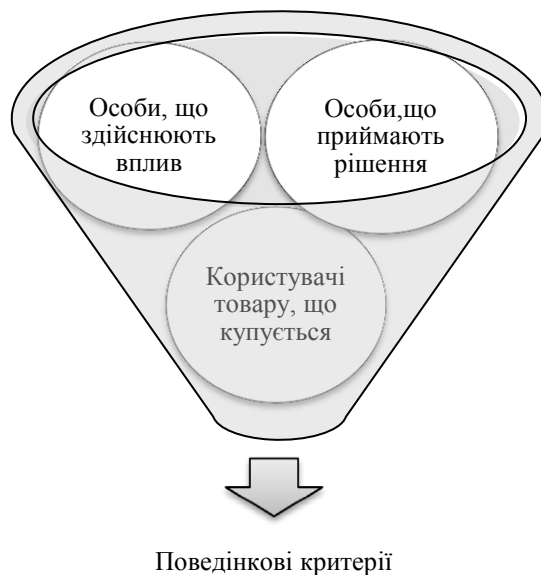 Особи, що
здійснюють
вплив
Особи,що
приймають
рішення
Користувачі
товару, що
купується
Поведінкові критерії